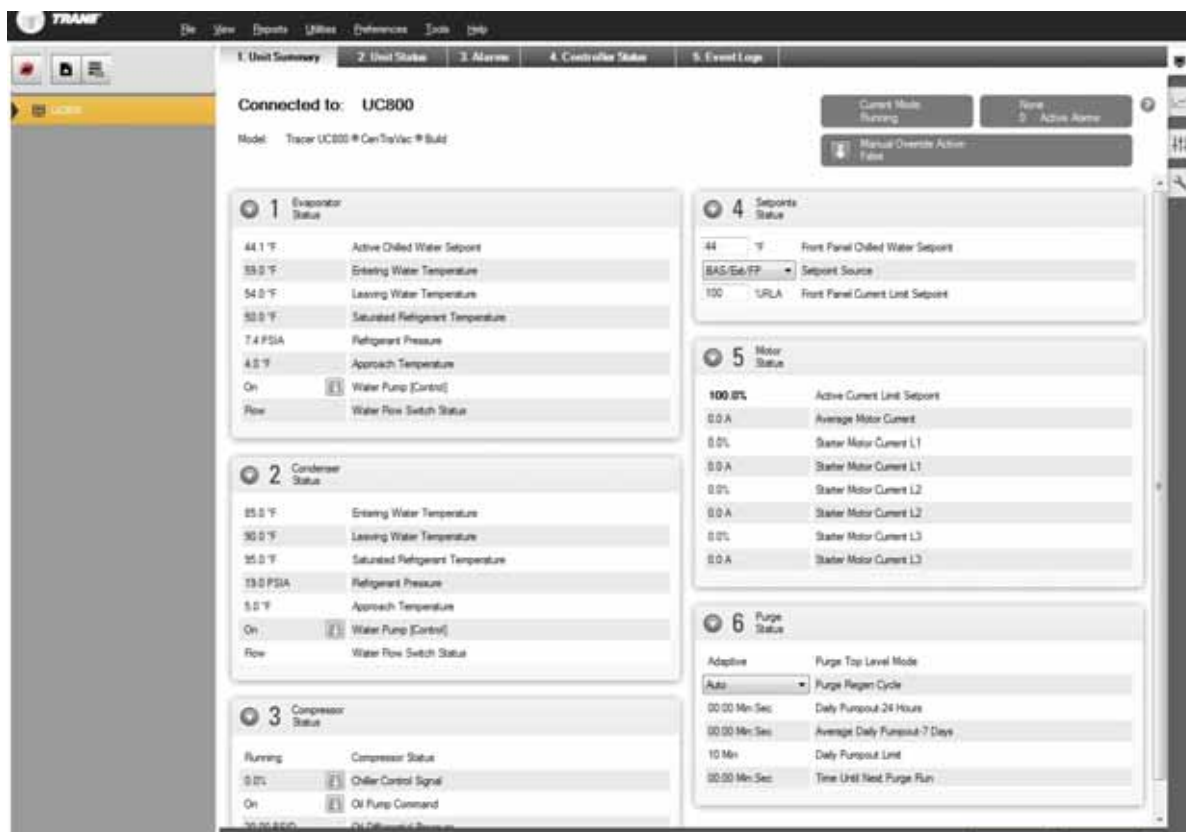 TRANE
File View Reports Utilities Preferences Tools Help
1. Unit Summary 2. Unit Status 3. Alarms 4. Controller Status 5. Event Logs
UC800
Connected to: UC800
Model: Tracer UC800 ® CenTraVac ® Build
Current Mode
Running
None
0 Active Alarms
Manual Override Active
False
1 Evaporator Status
44.1 °F Active Chilled Water Setpoint
59.0 °F Entering Water Temperature
54.0 °F Leaving Water Temperature
50.0 °F Saturated Refrigerant Temperature
7.4 PSIA Refrigerant Pressure
4.0 °F Approach Temperature
On Water Pump [Control]
Flow Water Flow Switch Status
2 Condenser Status
85.0 °F Entering Water Temperature
90.0 °F Leaving Water Temperature
95.0 °F Saturated Refrigerant Temperature
19.0 PSIA Refrigerant Pressure
5.0 °F Approach Temperature
On Water Pump [Control]
Flow Water Flow Switch Status
3 Compressor Status
Running Compressor Status
0.0% Chiller Control Signal
On Oil Pump Command
20.00 PSID Oil Differential Pressure
4 Setpoints Status
44 °F Front Panel Chilled Water Setpoint
BAS/Ext/FP Setpoint Source
100 %RLA Front Panel Current Limit Setpoint
5 Motor Status
100.0% Active Current Limit Setpoint
0.0 A Average Motor Current
0.0% Starter Motor Current L1
0.0 A Starter Motor Current L1
0.0% Starter Motor Current L2
0.0 A Starter Motor Current L2
0.0% Starter Motor Current L3
0.0 A Starter Motor Current L3
6 Purge Status
Adaptive Purge Top Level Mode
Auto Purge Regen Cycle
00:00 Min:Sec Daily Pumpout-24 Hours
00:00 Min:Sec Average Daily Pumpout-7 Days
10 Min Daily Pumpout Limit
00:00 Min:Sec Time Until Next Purge Run